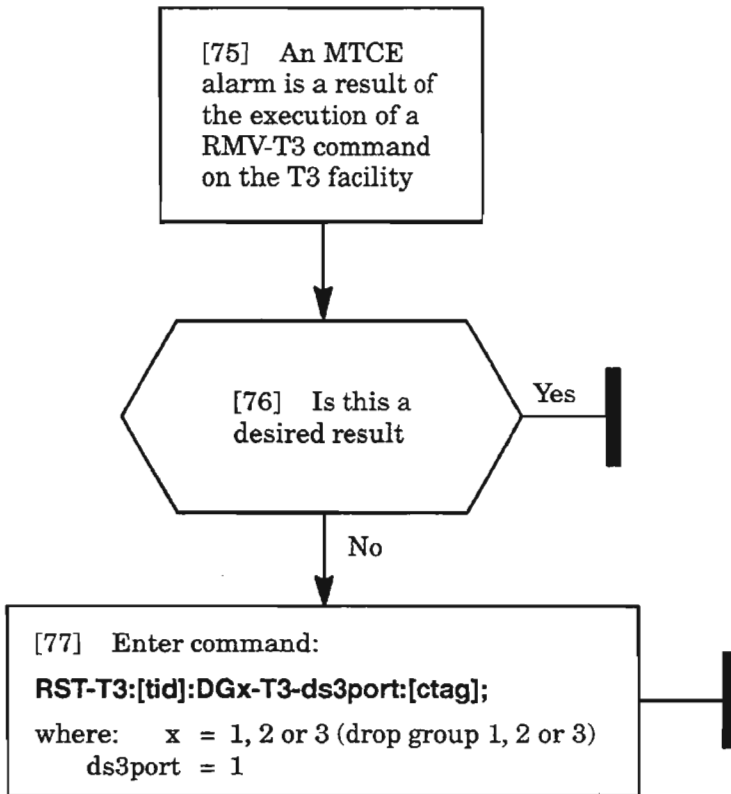 [75] An MTCE
alarm is a result of
the execution of a
RMV-T3 command
on the T3 facility
[76] Is this a
desired result
Yes
No
[77] Enter command:
RST-T3:[tid]:DGx-T3-ds3port:[ctag];
where: x = 1, 2 or 3 (drop group 1, 2 or 3)
ds3port = 1